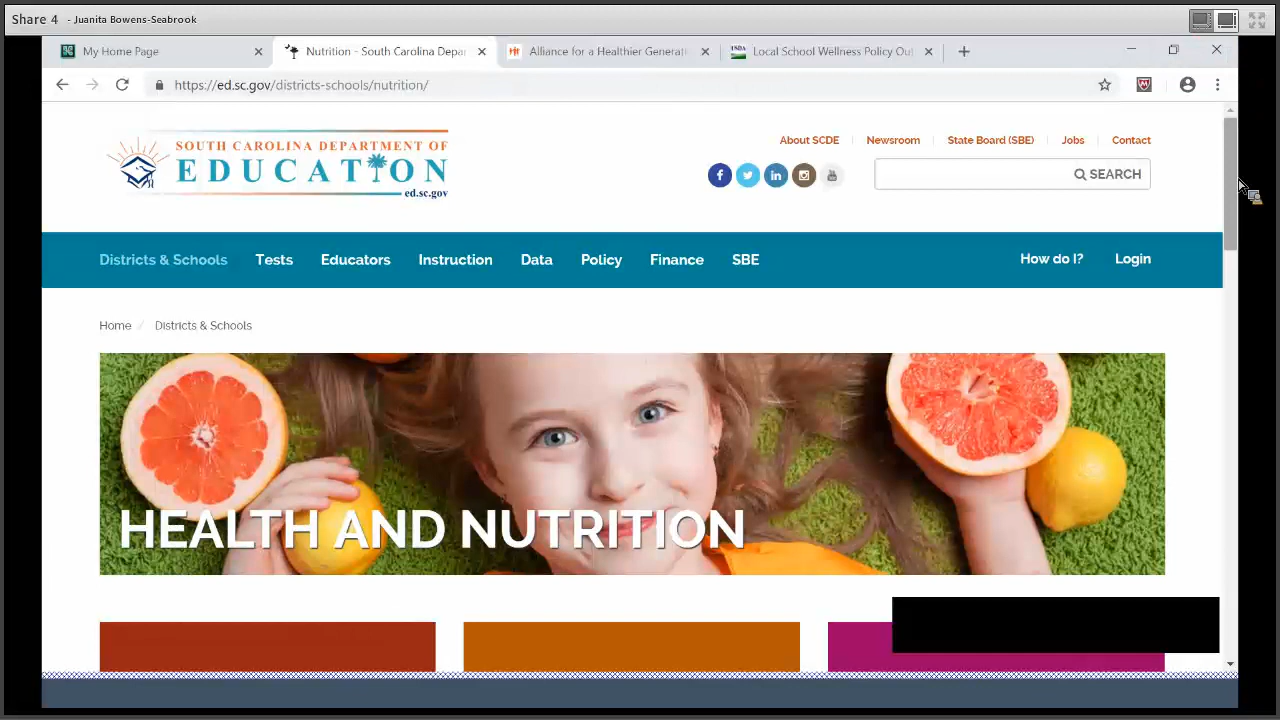 Share 4 - Juanita Bowens-Seabrook
My Home Page
Nutrition - South Carolina Depa
Alliance for a Healthier Generati
Local School Wellness Policy Out
https://ed.sc.gov/districts-schools/nutrition/
SOUTH CAROLINA DEPARTMENT OF
EDUCATION
ed.sc.gov
About SCDE
Newsroom
State Board (SBE)
Jobs
Contact
SEARCH
Districts & Schools
Tests
Educators
Instruction
Data
Policy
Finance
SBE
How do I?
Login
Home / Districts & Schools
HEALTH AND NUTRITION